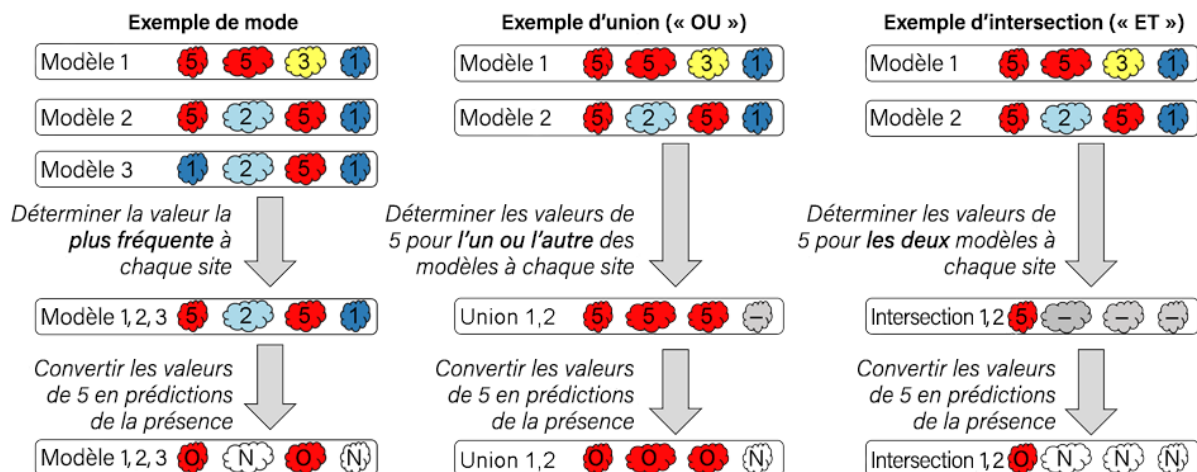 Exemple de mode
Modèle 1 5 5 3 1
Modèle 2 5 2 5 1
Modèle 3 1 2 5 1
Déterminer la valeur la
plus fréquente à
chaque site
Modèle 1, 2, 3 5 2 5 1
Convertir les valeurs
de 5 en prédictions
de la présence
Modèle 1, 2, 3 O N O N
Exemple d'union (« OU »)
Modèle 1 5 5 3 1
Modèle 2 5 2 5 1
Déterminer les valeurs de
5 pour l'un ou l'autre des
modèles à chaque site
Union 1,2 5 5 5 –
Convertir les valeurs
de 5 en prédictions
de la présence
Union 1,2 O O O N
Exemple d'intersection (« ET »)
Modèle 1 5 5 3 1
Modèle 2 5 2 5 1
Déterminer les valeurs de
5 pour les deux modèles à
chaque site
Intersection 1,2 5 – – –
Convertir les valeurs
de 5 en prédictions
de la présence
Intersection 1,2 O N N N